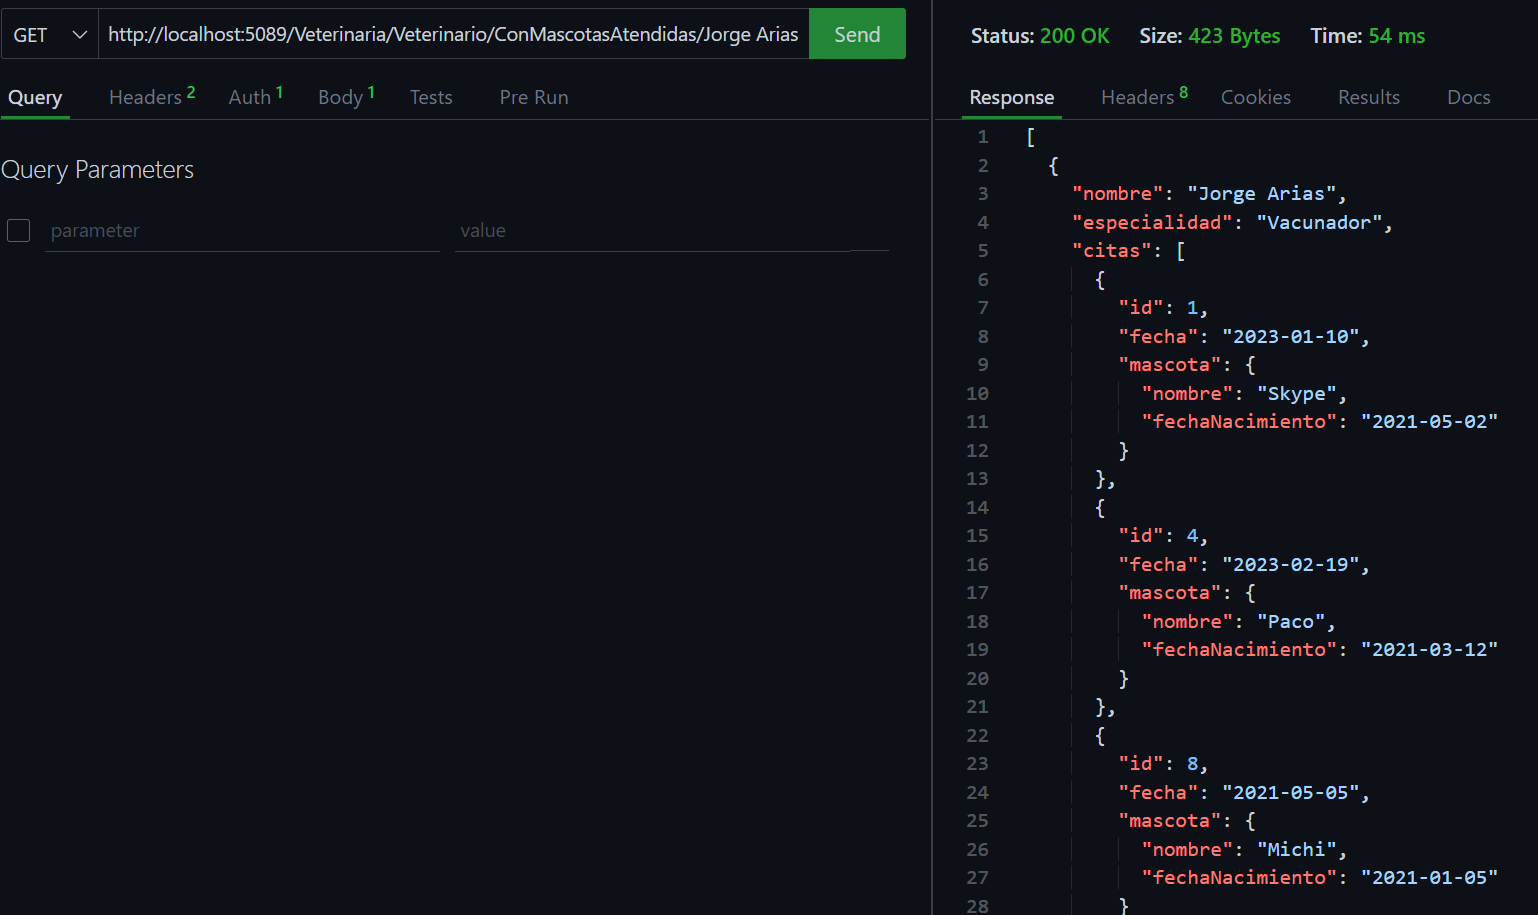 GET http://localhost:5089/Veterinaria/Veterinario/ConMascotasAtendidas/Jorge Arias Send
Query Headers 2 Auth 1 Body 1 Tests Pre Run
Query Parameters
parameter value
Status: 200 OK Size: 423 Bytes Time: 54 ms
Response Headers 8 Cookies Results Docs
1 [
2 {
3 "nombre": "Jorge Arias",
4 "especialidad": "Vacunador",
5 "citas": [
6 {
7 "id": 1,
8 "fecha": "2023-01-10",
9 "mascota": {
10 "nombre": "Skype",
11 "fechaNacimiento": "2021-05-02"
12 }
13 },
14 {
15 "id": 4,
16 "fecha": "2023-02-19",
17 "mascota": {
18 "nombre": "Paco",
19 "fechaNacimiento": "2021-03-12"
20 }
21 },
22 {
23 "id": 8,
24 "fecha": "2021-05-05",
25 "mascota": {
26 "nombre": "Michi",
27 "fechaNacimiento": "2021-01-05"
28 }